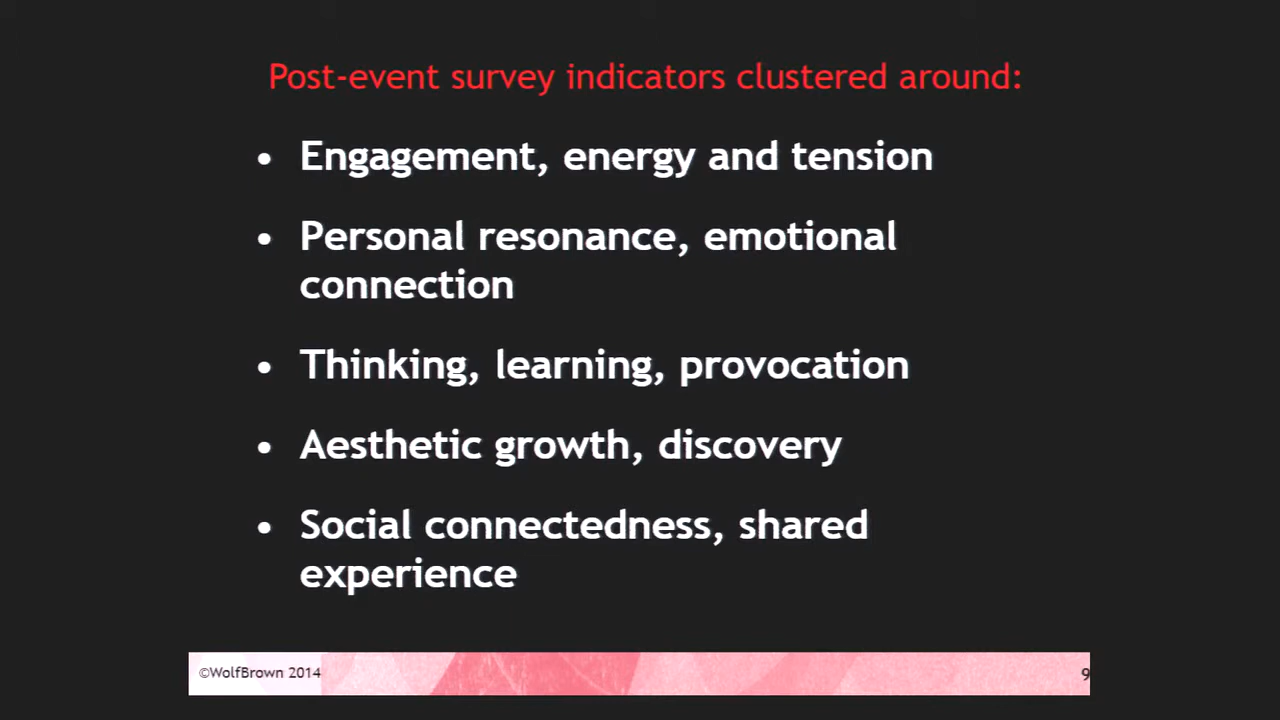 Post-event survey indicators clustered around:
• Engagement, energy and tension
• Personal resonance, emotional
connection
• Thinking, learning, provocation
• Aesthetic growth, discovery
• Social connectedness, shared
experience
©WolfBrown 2014
9